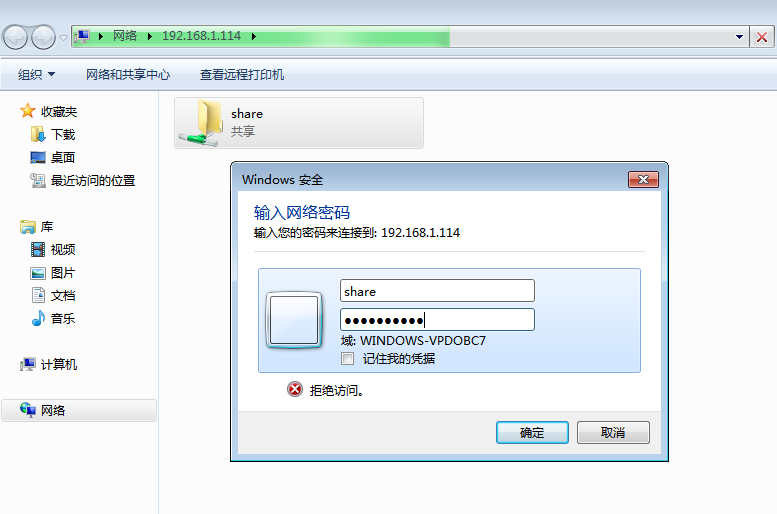 网络 192.168.1.114
组织 网络和共享中心 查看远程打印机
收藏夹
下载
桌面
最近访问的位置
库
视频
图片
文档
音乐
计算机
网络
share
共享
Windows 安全
输入网络密码
输入您的密码来连接到: 192.168.1.114
share
●●●●●●●●●●
域: WINDOWS-VPDOBC7
记住我的凭据
拒绝访问。
确定 取消